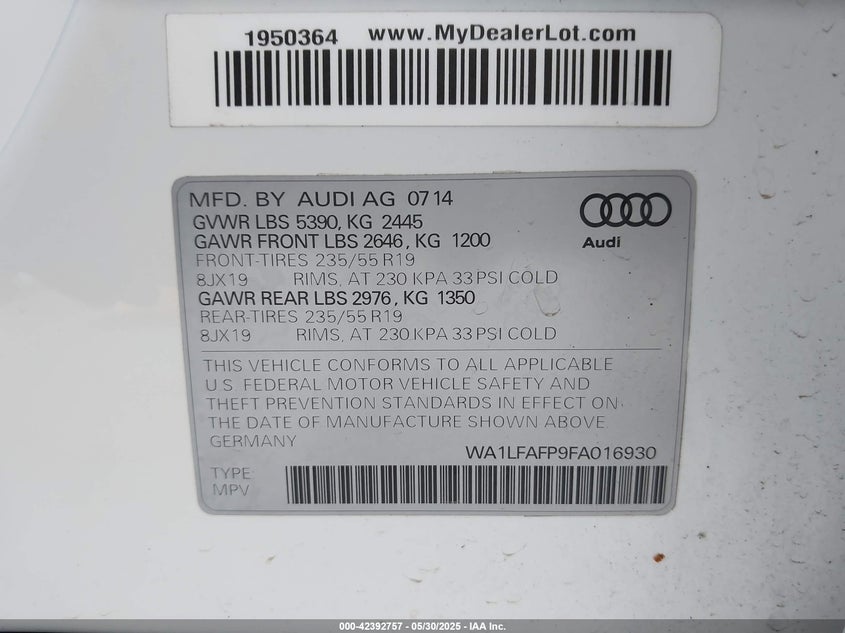 1950364 www.MyDealerLot.com
MFD. BY AUDI AG 07 14
GVWR LBS 5390, KG 2445
GAWR FRONT LBS 2646, KG 1200
FRONT-TIRES 235/55 R19
8JX19 RIMS, AT 230 KPA 33 PSI COLD
GAWR REAR LBS 2976, KG 1350
REAR-TIRES 235/55 R19
8JX19 RIMS, AT 230 KPA 33 PSI COLD
Audi
THIS VEHICLE CONFORMS TO ALL APPLICABLE
U.S. FEDERAL MOTOR VEHICLE SAFETY AND
THEFT PREVENTION STANDARDS IN EFFECT ON
THE DATE OF MANUFACTURE SHOWN ABOVE.
GERMANY WA1LFAFP9FA016930
TYPE:
MPV
000-42392757 - 05/30/2025 - IAA Inc.